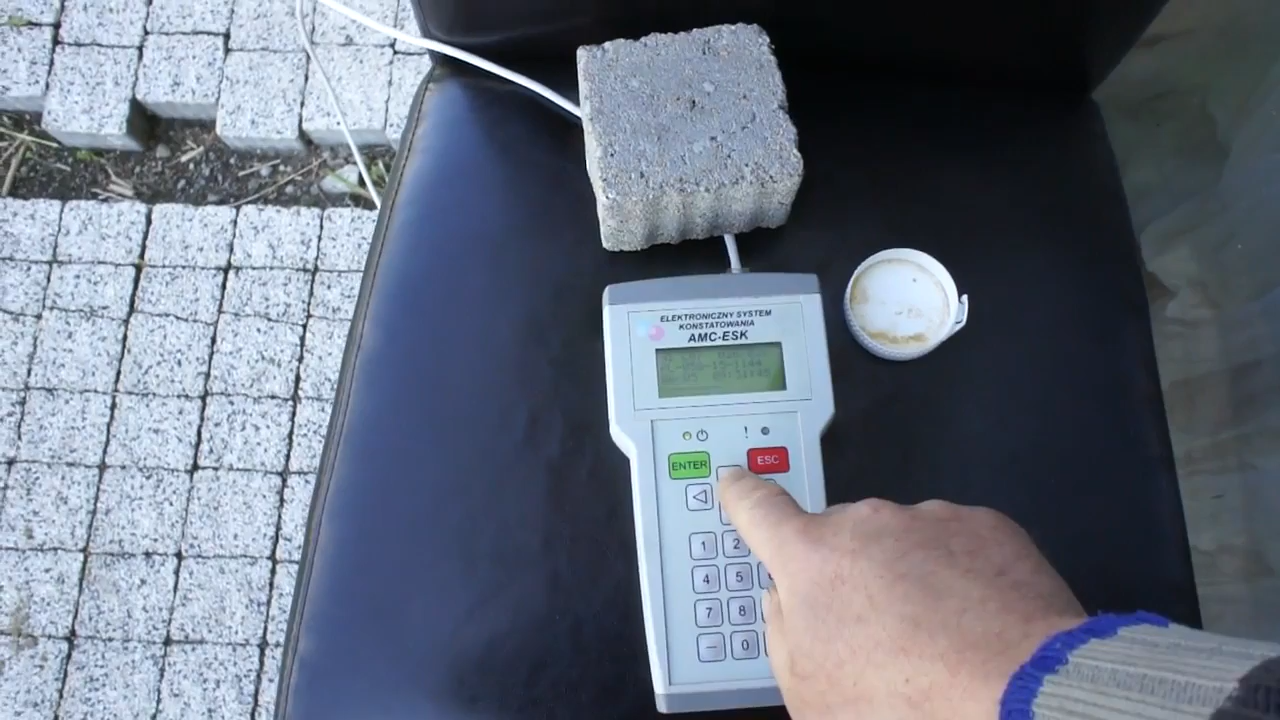 ELEKTRONICZNY SYSTEM
KONSTATOWANIA
AMC-ESK
!
ENTER
ESC
1 2
4 5
7 8
– 0